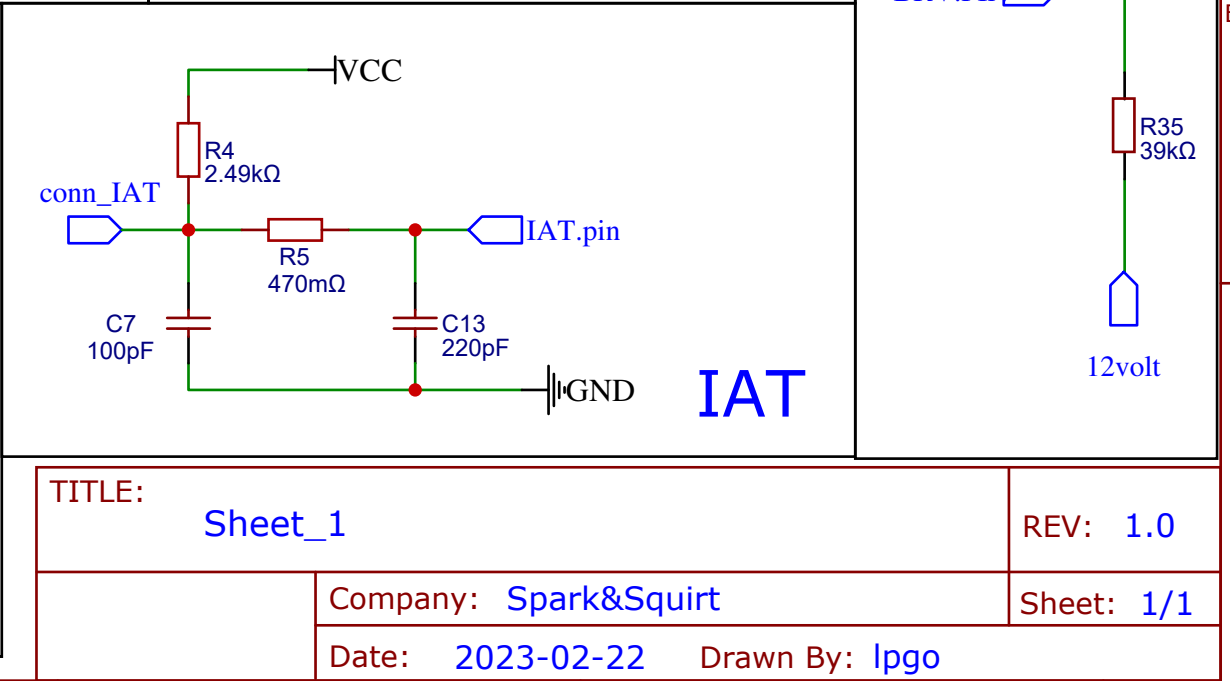 VCC
R4
2.49kΩ
conn_IAT
IAT.pin
R5
470mΩ
C7
100pF
C13
220pF
GND
IAT
R35
39kΩ
12volt
TITLE:
Sheet_1
REV: 1.0
Company: Spark&Squirt
Sheet: 1/1
Date: 2023-02-22 Drawn By: lpgo